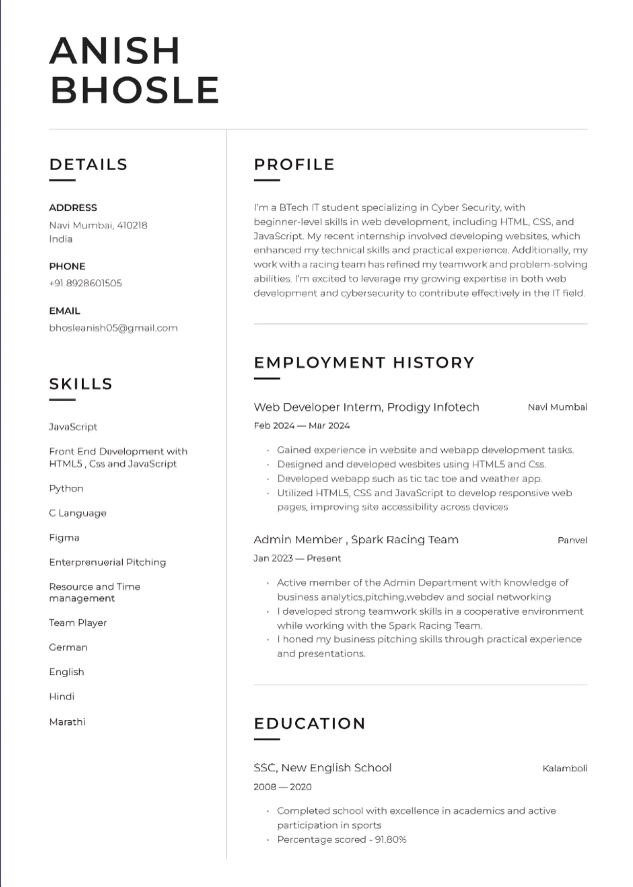 ANISH
BHOSLE
DETAILS
ADDRESS
Navi Mumbai, 410218
India
PHONE
+91 8928601505
EMAIL
bhosleanish05@gmail.com
SKILLS
JavaScript
Front End Development with
HTML5 , Css and JavaScript
Python
C Language
Figma
Enterprenuerial Pitching
Resource and Time
management
Team Player
German
English
Hindi
Marathi
PROFILE
I'm a BTech IT student specializing in Cyber Security, with
beginner-level skills in web development, including HTML, CSS, and
JavaScript. My recent internship involved developing websites, which
enhanced my technical skills and practical experience. Additionally, my
work with a racing team has refined my teamwork and problem-solving
abilities. I'm excited to leverage my growing expertise in both web
development and cybersecurity to contribute effectively in the IT field.
EMPLOYMENT HISTORY
Web Developer Interm, Prodigy Infotech Navi Mumbai
Feb 2024 — Mar 2024
· Gained experience in website and webapp development tasks.
· Designed and developed wesbites using HTML5 and Css.
· Developed webapp such as tic tac toe and weather app.
· Utilized HTML5, CSS and JavaScript to develop responsive web
pages, improving site accessibility across devices
Admin Member , Spark Racing Team Panvel
Jan 2023 — Present
· Active member of the Admin Department with knowledge of
business analytics,pitching,webdev and social networking
· I developed strong teamwork skills in a cooperative environment
while working with the Spark Racing Team.
· I honed my business pitching skills through practical experience
and presentations.
EDUCATION
SSC, New English School Kalamboli
2008 — 2020
· Completed school with excellence in academics and active
participation in sports
· Percentage scored - 91.80%